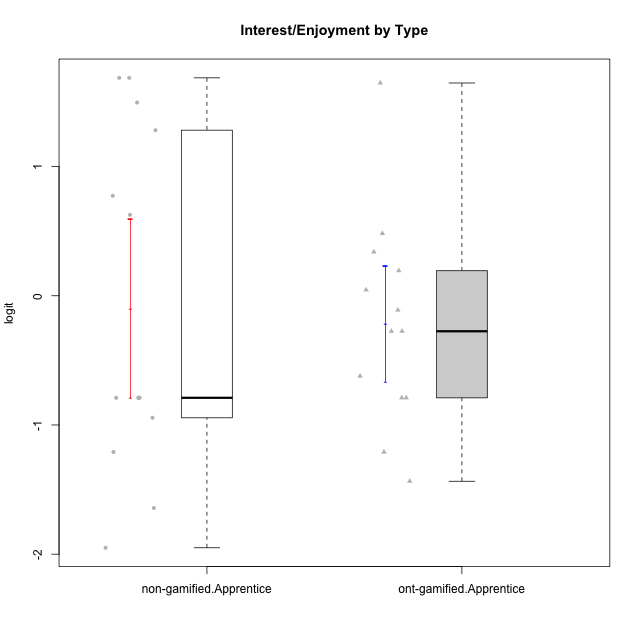 Interest/Enjoyment by Type
logit
1
0
-1
-2
non-gamified.Apprentice
ont-gamified.Apprentice